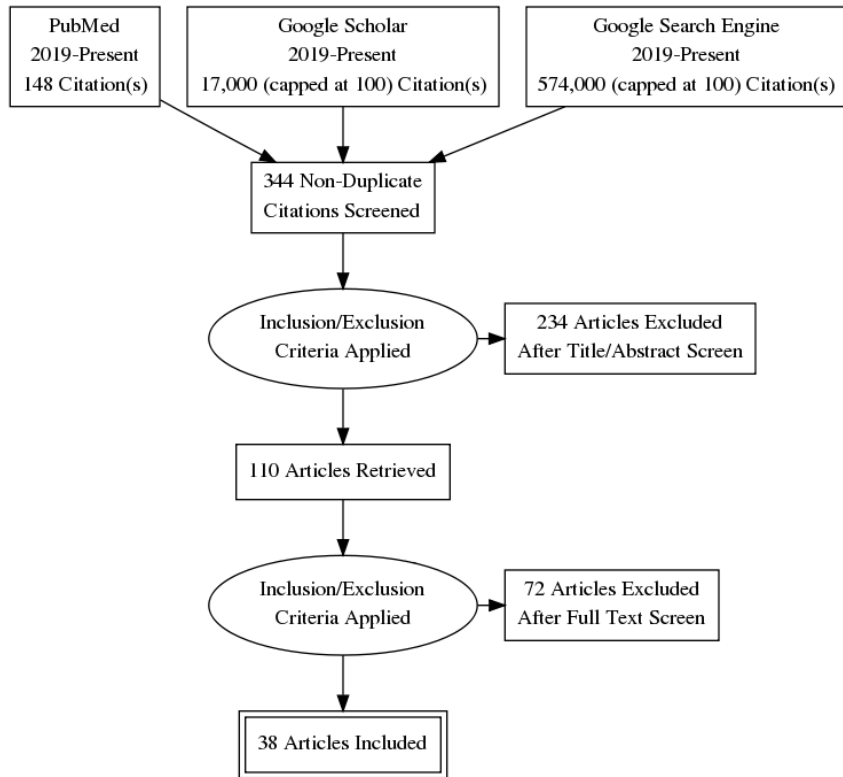 PubMed
2019-Present
148 Citation(s)
Google Scholar
2019-Present
17,000 (capped at 100) Citation(s)
Google Search Engine
2019-Present
574,000 (capped at 100) Citation(s)
344 Non-Duplicate
Citations Screened
Inclusion/Exclusion
Criteria Applied
234 Articles Excluded
After Title/Abstract Screen
110 Articles Retrieved
Inclusion/Exclusion
Criteria Applied
72 Articles Excluded
After Full Text Screen
38 Articles Included